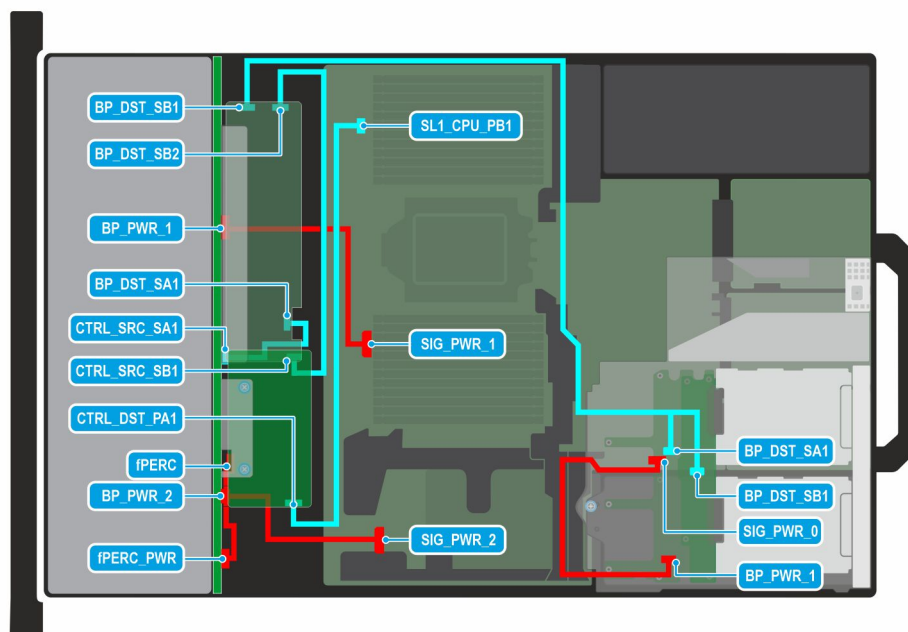 BP_DST_SB1
BP_DST_SB2
BP_PWR_1
BP_DST_SA1
CTRL_SRC_SA1
CTRL_SRC_SB1
CTRL_DST_PA1
fPERC
BP_PWR_2
fPERC_PWR
SL1_CPU_PB1
SIG_PWR_1
SIG_PWR_2
BP_DST_SA1
BP_DST_SB1
SIG_PWR_0
BP_PWR_1